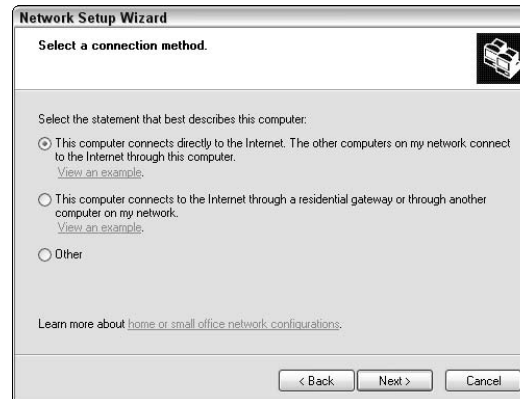 Network Setup Wizard
Select a connection method.
Select the statement that best describes this computer:
This computer connects directly to the Internet. The other computers on my network connect
to the Internet through this computer.
View an example.
This computer connects to the Internet through a residential gateway or through another
computer on my network.
View an example.
Other
Learn more about home or small office network configurations.
< Back Next > Cancel